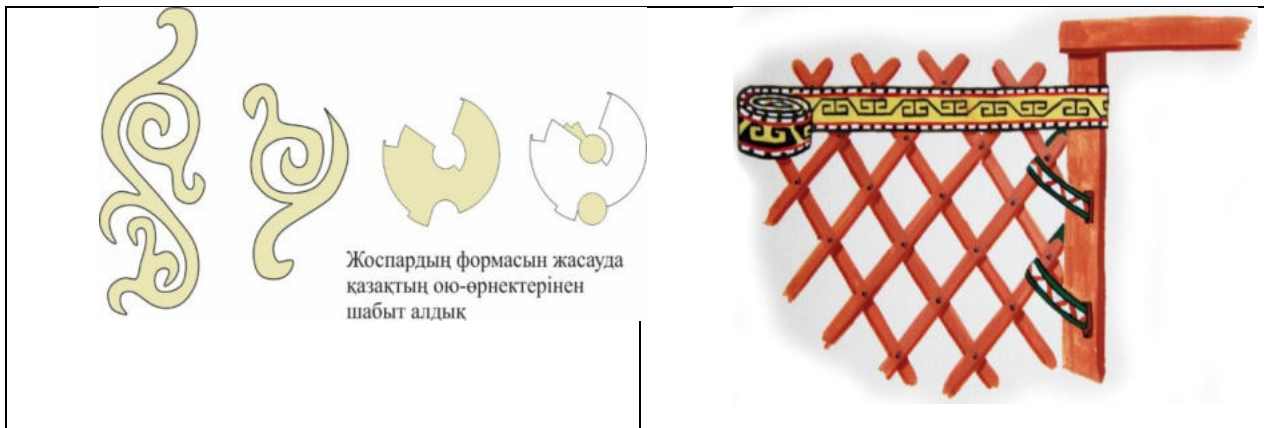 Жоспардың формасын жасауда
қазақтың ою-өрнектерінен
шабыт алдық